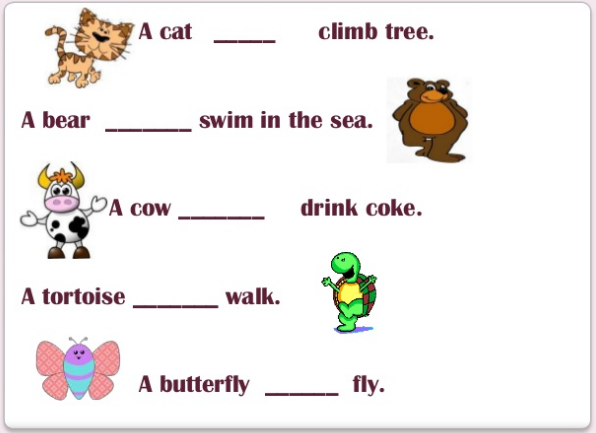 A cat _____ climb tree.
A bear _______ swim in the sea.
A cow _______ drink coke.
A tortoise _______ walk.
A butterfly ______ fly.